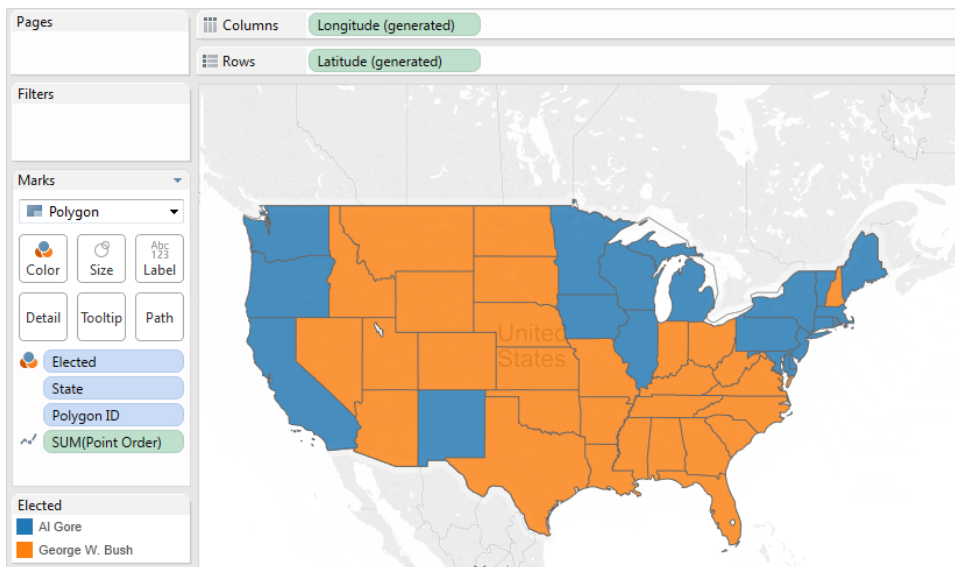 Pages
Columns
Longitude (generated)
Rows
Latitude (generated)
Filters
Marks
Polygon
Color
Size
Abc
123
Label
Detail
Tooltip
Path
Elected
State
Polygon ID
SUM(Point Order)
Elected
Al Gore
George W. Bush
United
States